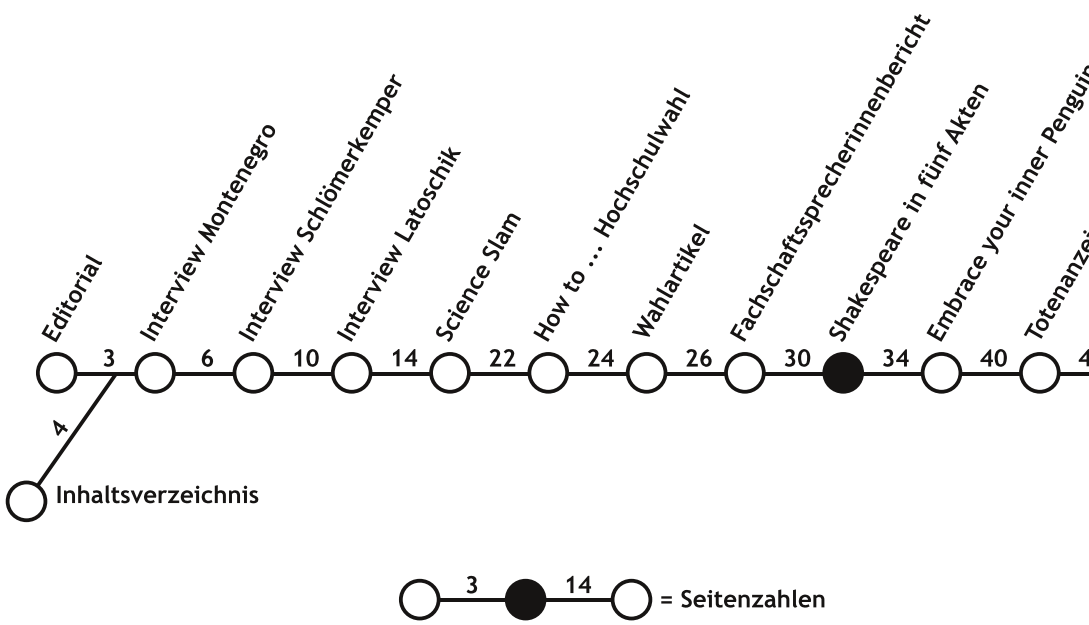 Editorial
Interview Montenegro
Interview Schlömerkemper
Interview Latoschik
Science Slam
How to ... Hochschulwahl
Wahlartikel
Fachschaftssprecherinnenbericht
Shakespeare in fünf Akten
Embrace your inner Penguin
3 6 10 14 22 24 26 30 34 40
4
Inhaltsverzeichnis
3 14
= Seitenzahlen